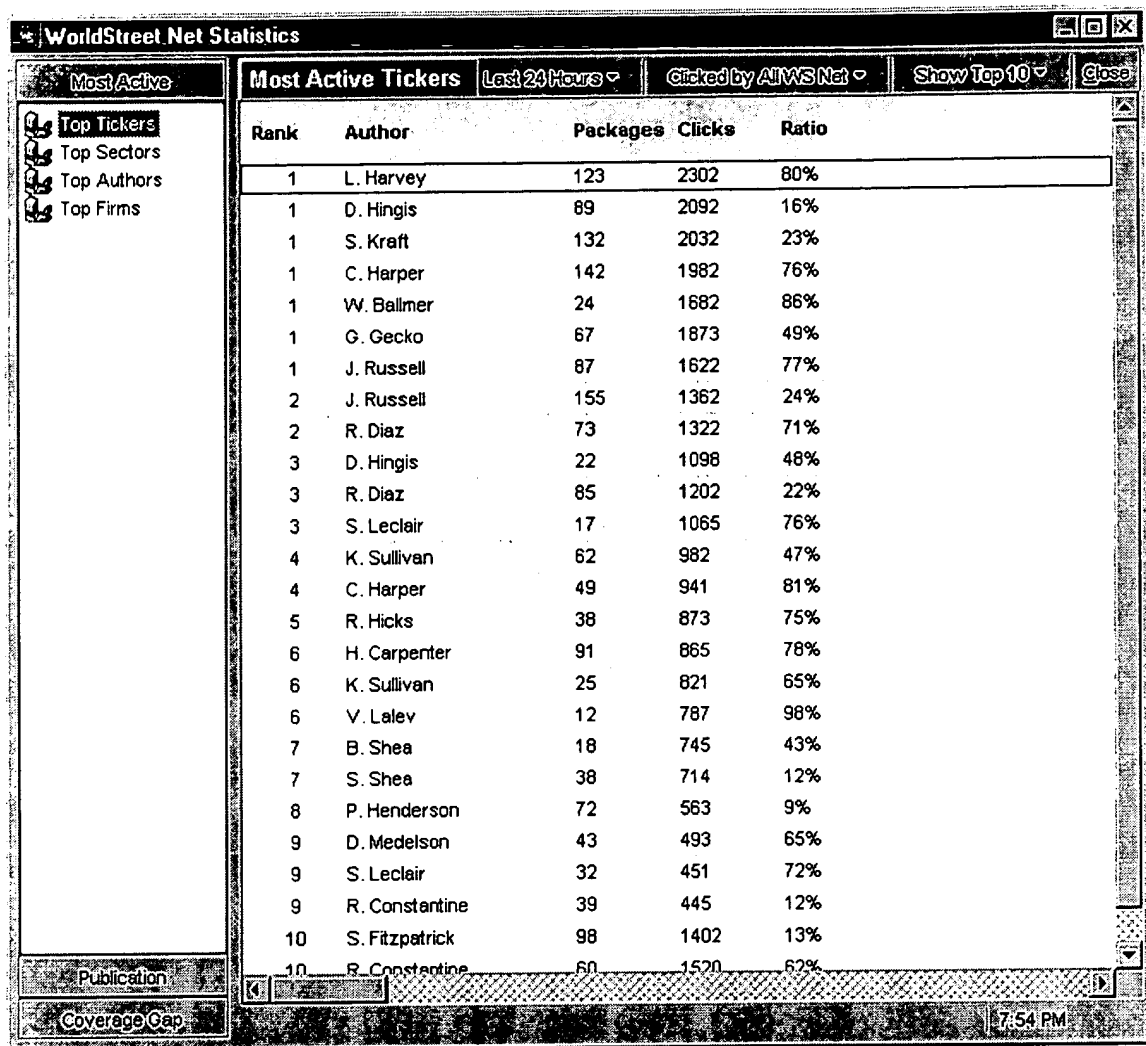 WorldStreet Net Statistics
Most Active
Most Active Tickers Last 24 Hours Clicked by All WS Net Show Top 10 Close
Top Tickers
Top Sectors
Top Authors
Top Firms
Rank Author Packages Clicks Ratio
1 L. Harvey 123 2302 80%
1 D. Hingis 89 2092 16%
1 S. Kraft 132 2032 23%
1 C. Harper 142 1982 76%
1 W. Ballmer 24 1682 86%
1 G. Gecko 67 1873 49%
1 J. Russell 87 1622 77%
2 J. Russell 155 1362 24%
2 R. Diaz 73 1322 71%
3 D. Hingis 22 1098 48%
3 R. Diaz 85 1202 22%
3 S. Leclair 17 1065 76%
4 K. Sullivan 62 982 47%
4 C. Harper 49 941 81%
5 R. Hicks 38 873 75%
6 H. Carpenter 91 865 78%
6 K. Sullivan 25 821 65%
6 V. Lalev 12 787 98%
7 B. Shea 18 745 43%
7 S. Shea 38 714 12%
8 P. Henderson 72 563 9%
9 D. Medelson 43 493 65%
9 S. Leclair 32 451 72%
9 R. Constantine 39 445 12%
10 S. Fitzpatrick 98 1402 13%
10 R. Constantine 60 1520 62%
Publication
Coverage Gap
7:54 PM